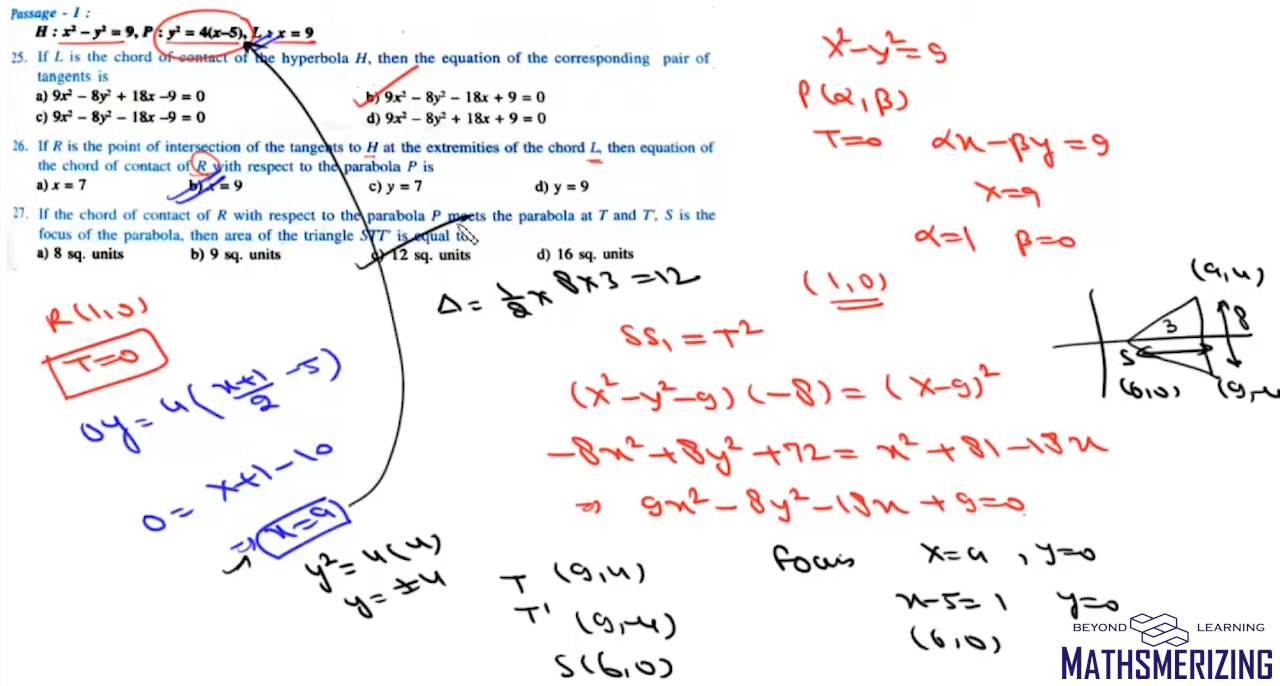 Passage - I :
H : x² – y² = 9, P : y² = 4(x–5), L : x = 9
25. If L is the chord of contact of the hyperbola H, then the equation of the corresponding pair of
tangents is
a) 9x² – 8y² + 18x –9 = 0
b) 9x² – 8y² – 18x + 9 = 0
c) 9x² – 8y² – 18x –9 = 0
d) 9x² – 8y² + 18x + 9 = 0
26. If R is the point of intersection of the tangents to H at the extremities of the chord L, then equation of
the chord of contact of R with respect to the parabola P is
a) x = 7
b) x = 9
c) y = 7
d) y = 9
27. If the chord of contact of R with respect to the parabola P meets the parabola at T and T', S is the
focus of the parabola, then area of the triangle STT' is equal to
a) 8 sq. units
b) 9 sq. units
c) 12 sq. units
d) 16 sq. units
x² – y² = 9
P(α, β)
T=0 αx – βy = 9
x=9
α=1 β=0
(1,0)
SS₁ = T²
(x² – y² – 9)(–8) = (x–9)²
–8x² + 8y² + 72 = x² + 81 – 18x
⇒ 9x² – 8y² – 18x + 9 = 0
Δ = 1/2 × 8 × 3 = 12
R(1,0)
T=0
0y = 4(x+1/2 – 5)
0 = x+1–10
⇒ x=9
y² = 4(4)
y = ±4
T (9,4)
T' (9,–4)
S(6,0)
Focus x=a, y=0
x–5=1 y=0
(6,0)
(9,4)
3
8
S
(6,0)
(9,–4
BEYOND LEARNING
MATHSMERIZING